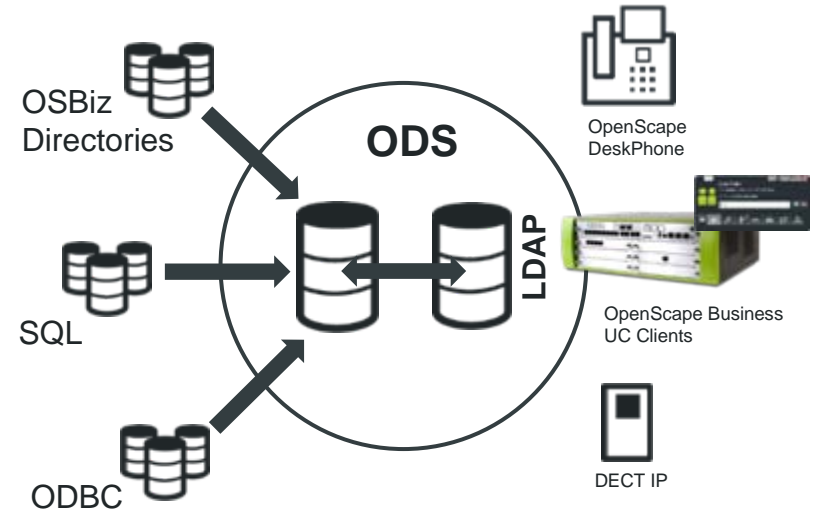 OSBiz
Directories
ODS
OpenScape
DeskPhone
SQL
LDAP
OpenScape Business
UC Clients
ODBC
DECT IP